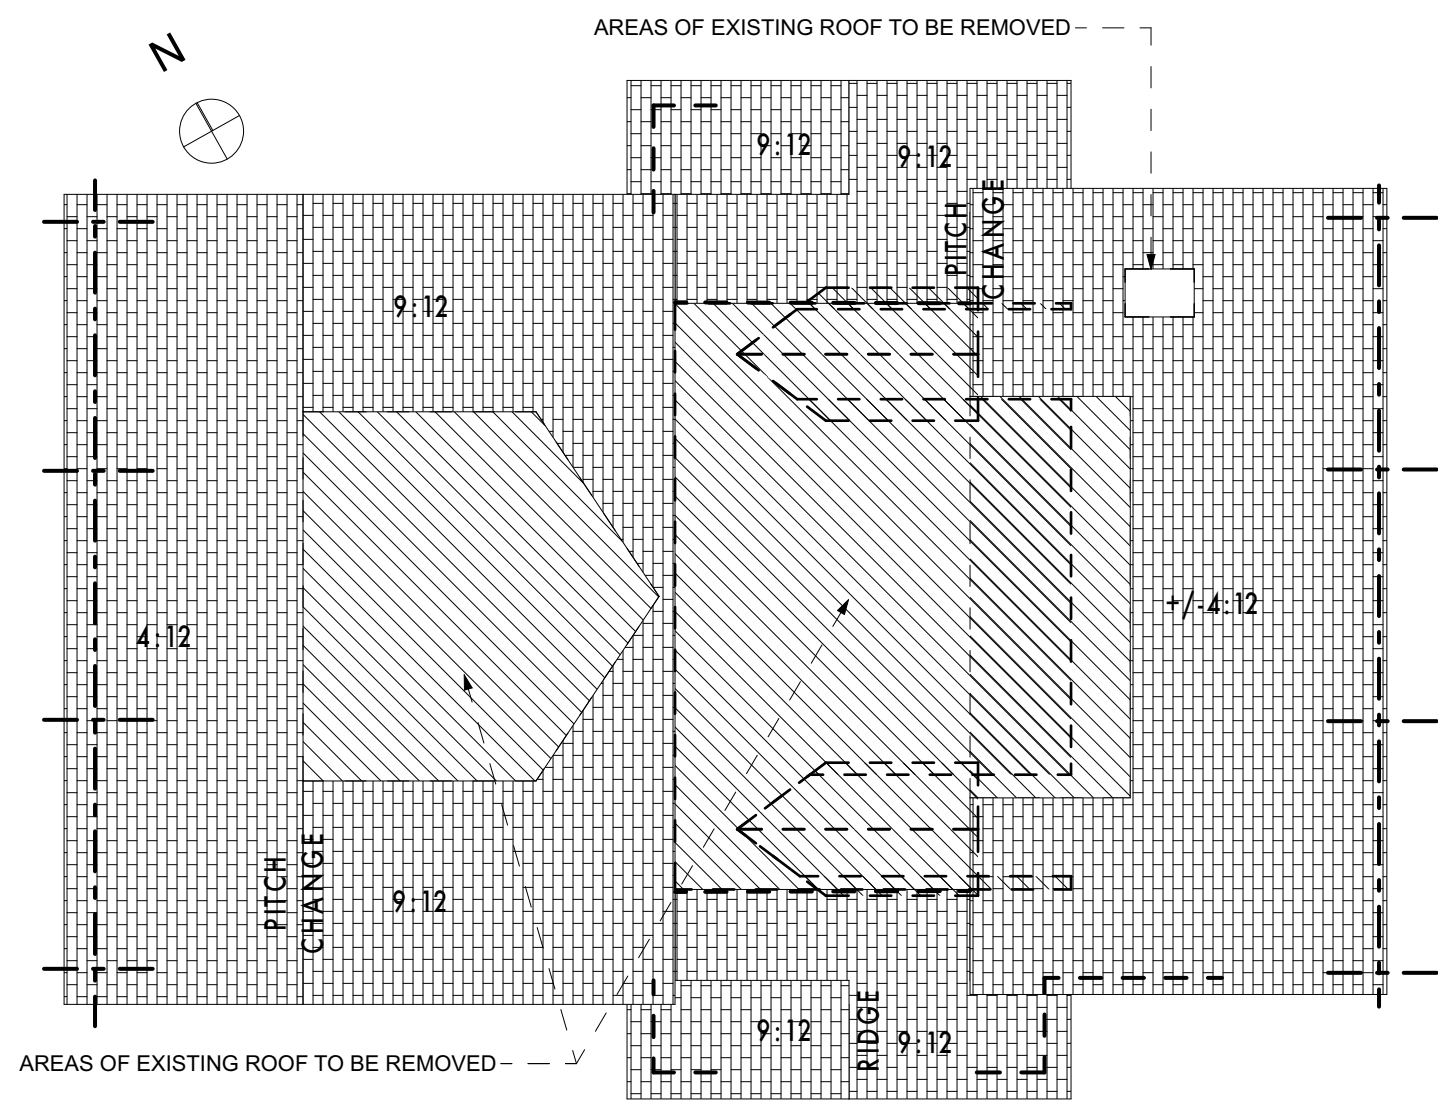 AREAS OF EXISTING ROOF TO BE REMOVED
N
9:12
9:12
PITCH
CHANGE
9:12
+/-4:12
4:12
PITCH
CHANGE
9:12
RIDGE
9:12
9:12
AREAS OF EXISTING ROOF TO BE REMOVED